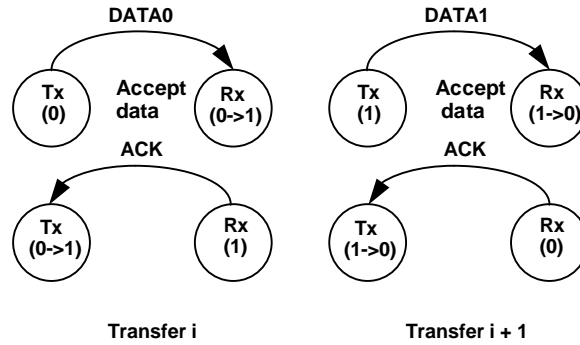 DATA0
Tx
(0)
Accept
data
Rx
(0->1)
ACK
Tx
(0->1)
Rx
(1)
Transfer i
DATA1
Tx
(1)
Accept
data
Rx
(1->0)
ACK
Tx
(1->0)
Rx
(0)
Transfer i + 1